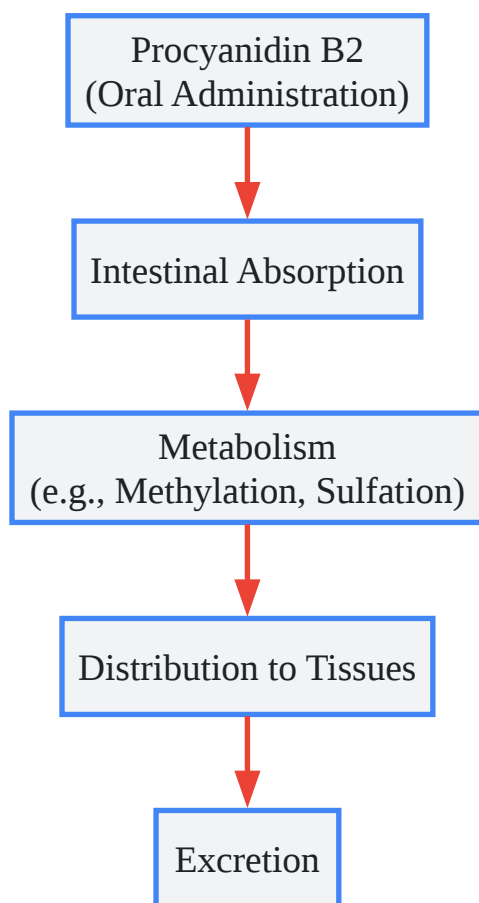 Procyanidin B2
(Oral Administration)
Intestinal Absorption
Metabolism
(e.g., Methylation, Sulfation)
Distribution to Tissues
Excretion